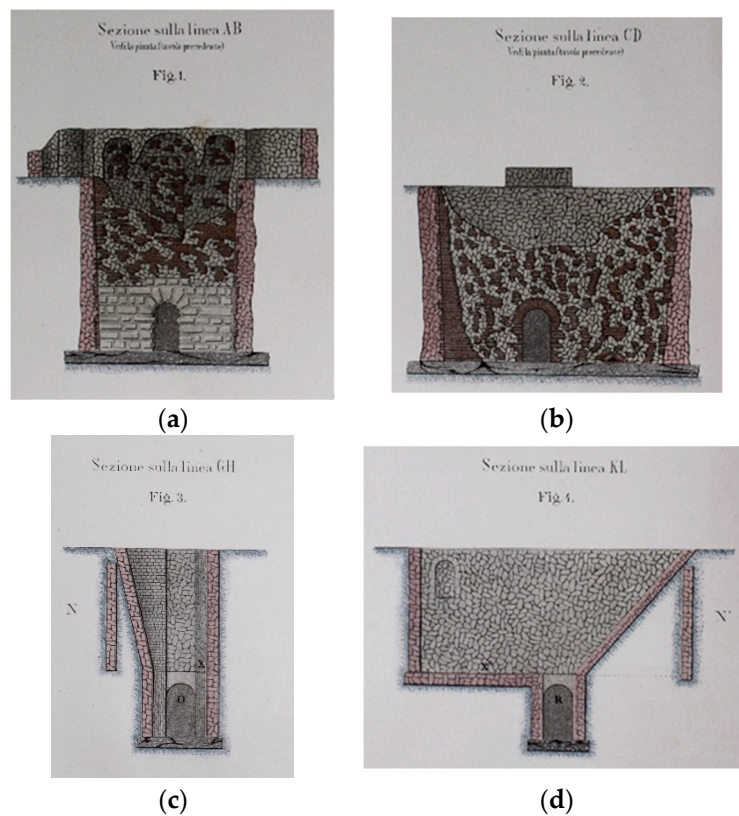 Sezione sulla linea AB
Vedi la pianta (tavola precedente)
Fig. 1.
(a)
Sezione sulla linea CD
Vedi la pianta (tavola precedente)
Fig. 2.
(b)
Sezione sulla linea GH
Fig. 3.
N
X
O
(c)
Sezione sulla linea KL
Fig. 4.
N'
X'
R
(d)